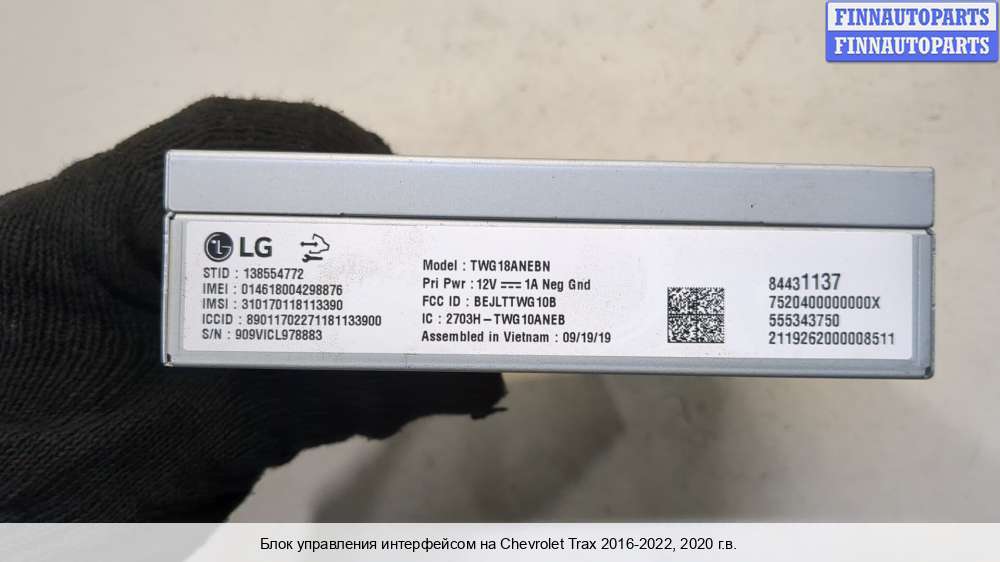 FINNAUTOPARTS
FINNAUTOPARTS
LG
STID : 138554772
IMEI : 014618004298876
IMSI : 310170118113390
ICCID : 89011702271181133900
S/N : 909VICL978883
Model : TWG18ANEBN
Pri Pwr : 12V ⎓ 1A Neg Gnd
FCC ID : BEJLTTWG10B
IC : 2703H-TWG10ANEB
Assembled in Vietnam : 09/19/19
84431137
7520400000000X
555343750
2119262000008511
Блок управления интерфейсом на Chevrolet Trax 2016-2022, 2020 г.в.